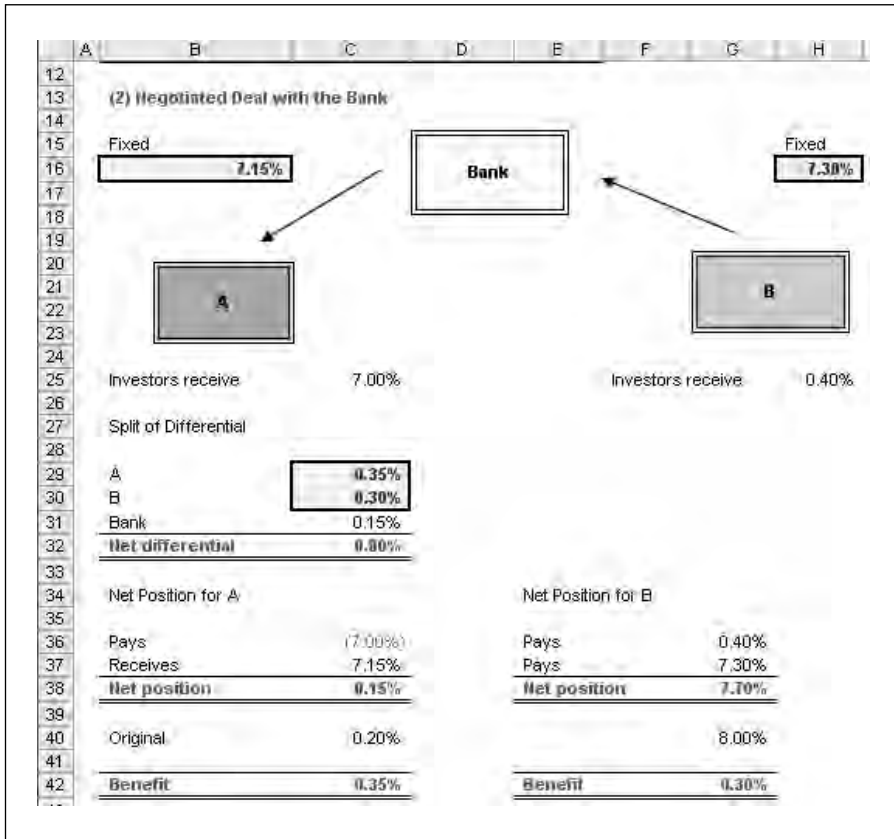 A B C D E F G H
12
13 (2) Negotiated Deal with the Bank
14
15 Fixed Fixed
16 7.15% Bank 7.30%
17
18
19
20
21 B
22 A
23
24
25 Investors receive 7.00% Investors receive 0.40%
26
27 Split of Differential
28
29 A 0.35%
30 B 0.30%
31 Bank 0.15%
32 Net differential 0.80%
33
34 Net Position for A Net Position for B
35
36 Pays (7.00%) Pays 0.40%
37 Receives 7.15% Pays 7.30%
38 Net position 0.15% Net position 7.70%
39
40 Original 0.20% 8.00%
41
42 Benefit 0.35% Benefit 0.30%